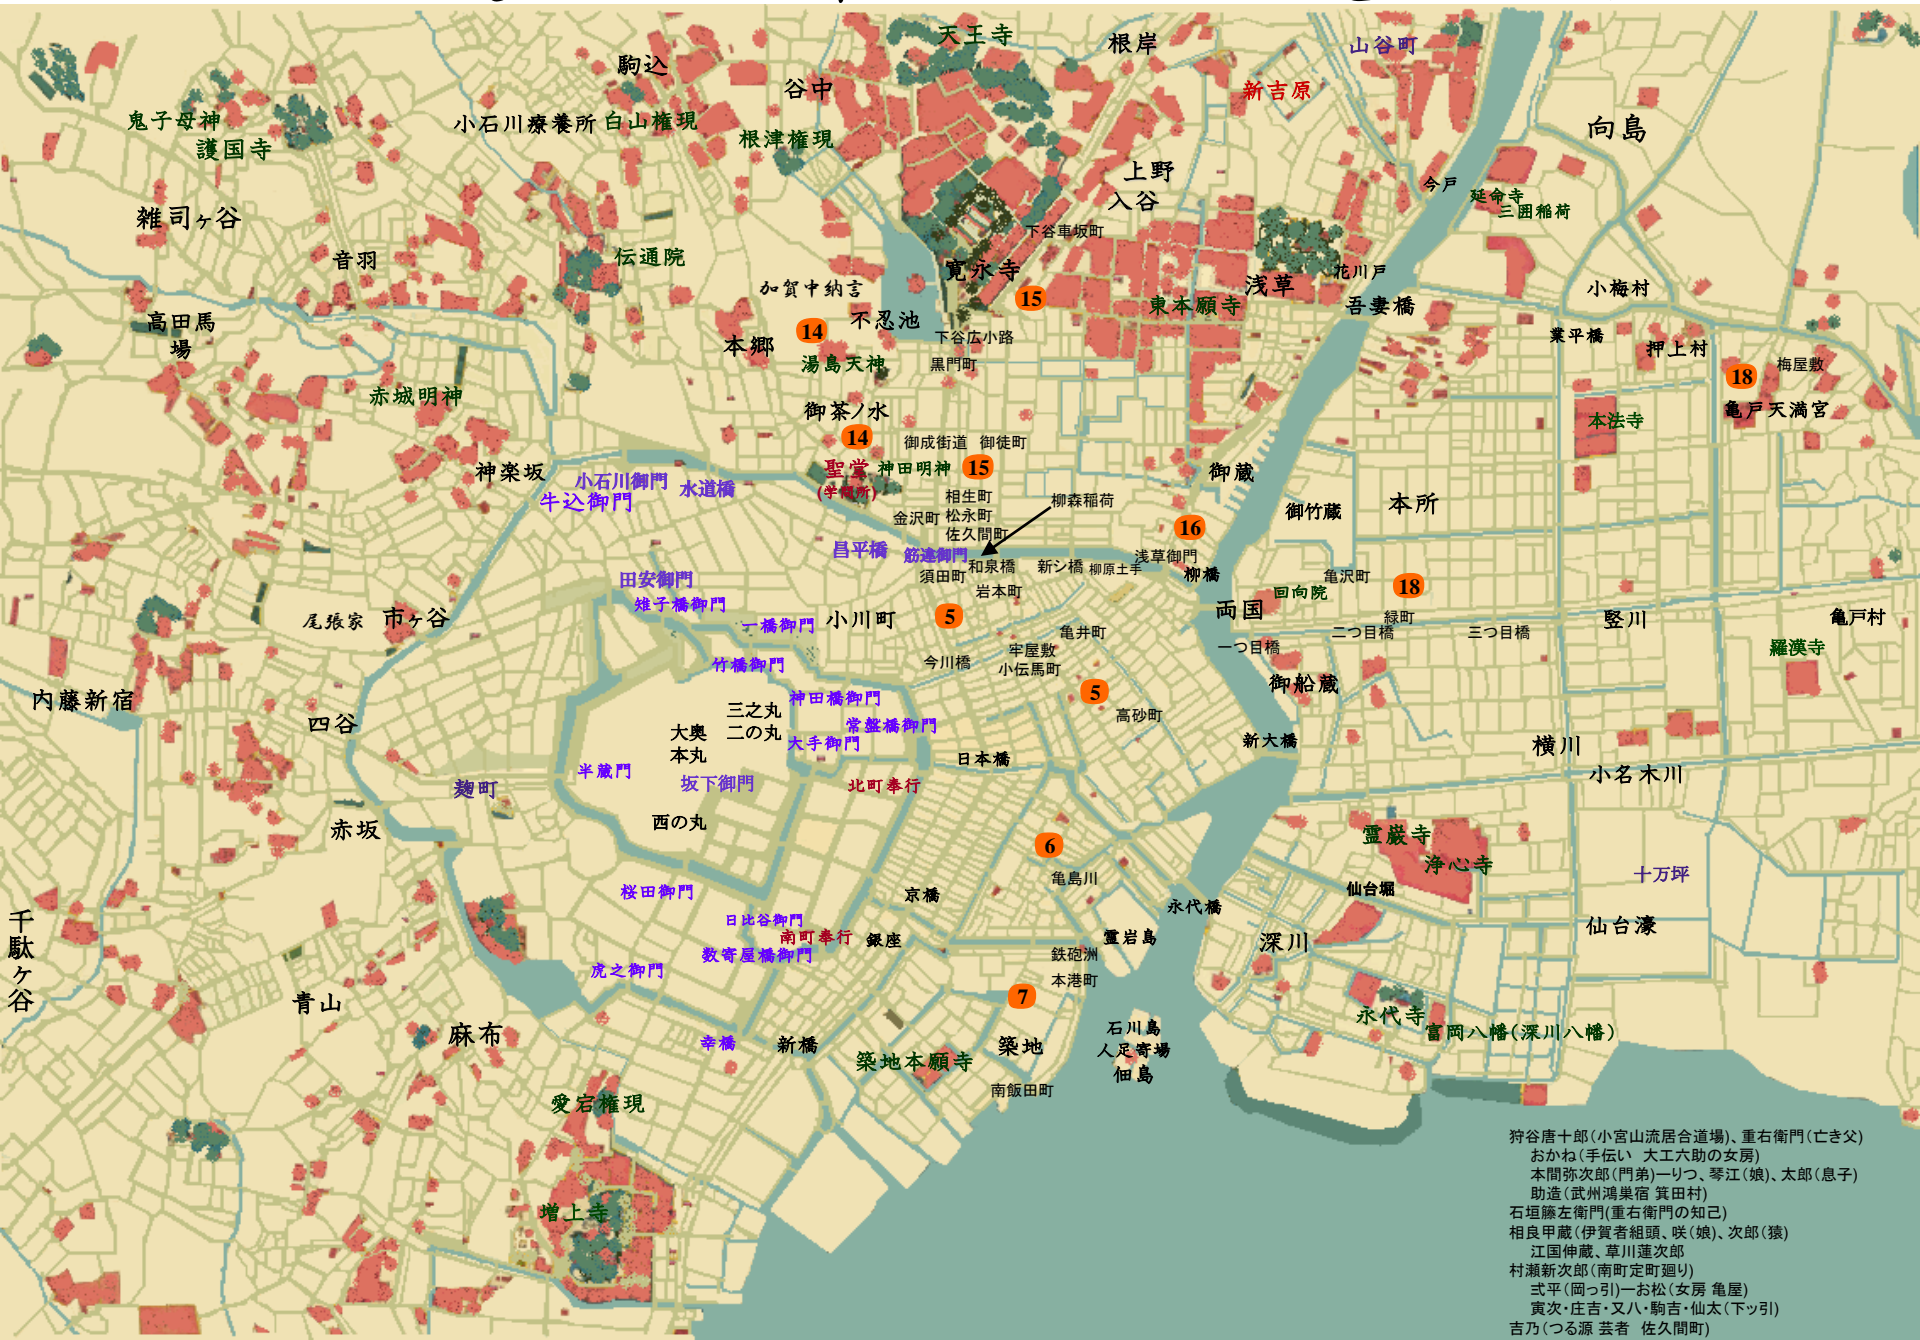 天王寺
根岸
山谷町
駒込
谷中
新吉原
鬼子母神
護国寺
小石川療養所
白山権現
根津権現
向島
上野
入谷
今戸
延命寺
三囲稲荷
雑司ヶ谷
下谷車坂町
音羽
伝通院
寛永寺
浅草
花川戸
加賀中納言
15
東本願寺
吾妻橋
小梅村
高田馬
場
14
不忍池
本郷
下谷広小路
業平橋
押上村
湯島天神
黒門町
18
梅屋敷
赤城明神
御茶ノ水
亀戸天満宮
本法寺
14
御成街道
御徒町
神楽坂
小石川御門
水道橋
聖堂
(学問所)
神田明神
15
御蔵
牛込御門
相生町
柳森稲荷
御竹蔵
本所
金沢町
松永町
佐久間町
16
昌平橋
筋違御門
和泉橋
新シ橋
柳原土手
浅草御門
柳橋
須田町
岩本町
田安御門
雉子橋御門
亀沢町
18
回向院
両国
緑町
尾張家
市ヶ谷
一橋御門
小川町
5
亀井町
二つ目橋
三つ目橋
竪川
亀戸村
一つ目橋
羅漢寺
竹橋御門
今川橋
牢屋敷
小伝馬町
御船蔵
内藤新宿
四谷
神田橋御門
5
高砂町
三之丸
二の丸
大奥
本丸
常盤橋御門
大手御門
日本橋
新大橋
横川
小名木川
半蔵門
坂下御門
北町奉行
麹町
西の丸
赤坂
6
霊巌寺
浄心寺
亀島川
十万坪
桜田御門
京橋
永代橋
仙台堀
仙台濠
日比谷御門
南町奉行
銀座
霊岩島
深川
数寄屋橋御門
鉄砲洲
千駄ヶ谷
虎之御門
本港町
7
青山
麻布
幸橋
新橋
築地
石川島
人足寄場
佃島
永代寺
富岡八幡(深川八幡)
築地本願寺
南飯田町
愛宕権現
増上寺
狩谷唐十郎(小宮山流居合道場)、重右衛門(亡き父)
おかね(手伝い　大工六助の女房)
本間弥次郎(門弟)ーりつ、琴江(娘)、太郎(息子)
助造(武州鴻巣宿 箕田村)
石垣藤左衛門(重右衛門の知己)
相良甲蔵(伊賀者組頭、咲(娘)、次郎(猿)
江国伸蔵、草川蓮次郎
村瀬新次郎(南町定町廻り)
弐平(岡っ引)ーお松(女房 亀屋)
寅次・庄吉・又八・駒吉・仙太(下ッ引)
吉乃(つる源 芸者　佐久間町)